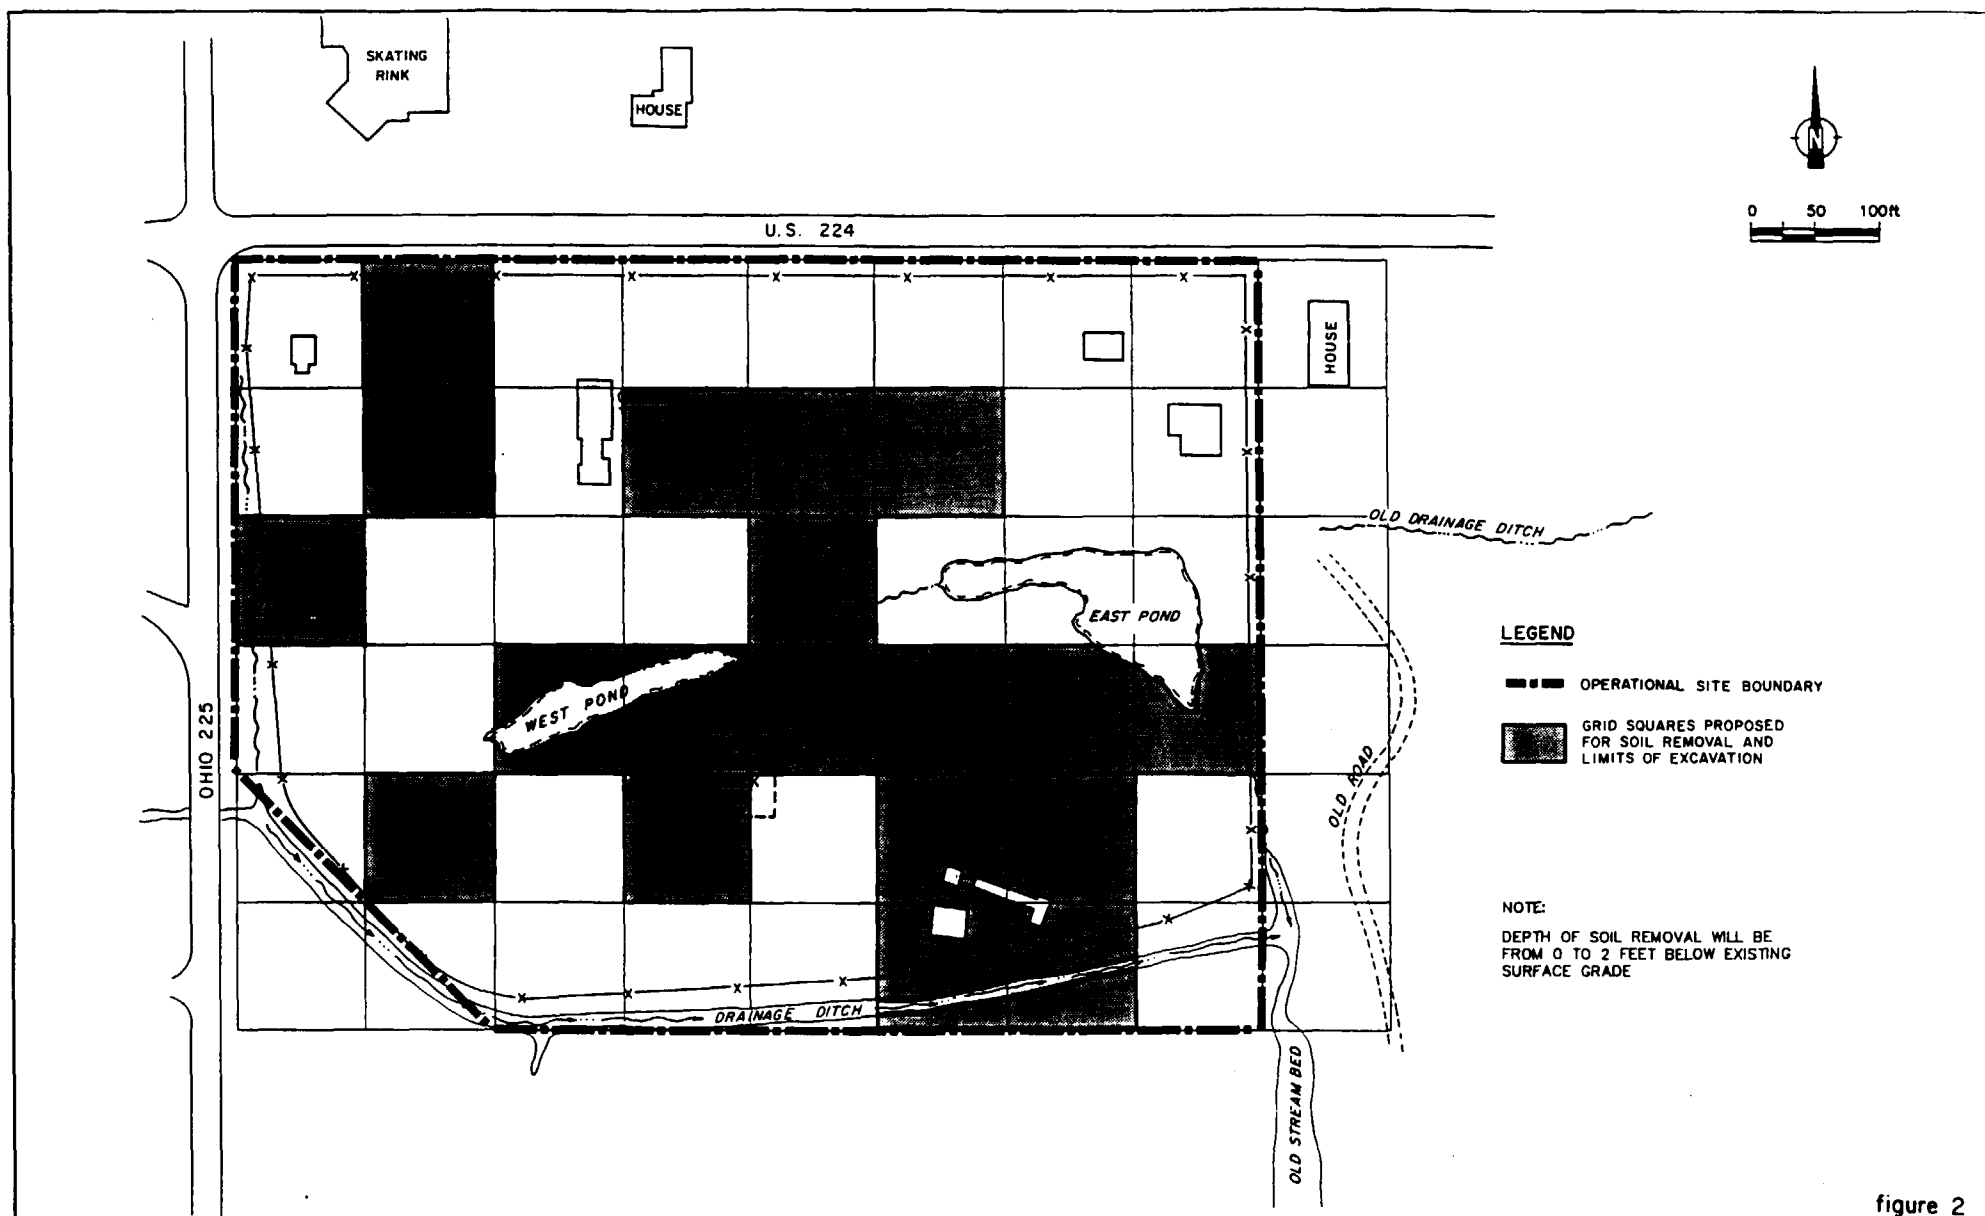 SKATING
RINK
HOUSE
N
0 50 100ft
U.S. 224
HOUSE
OLD DRAINAGE DITCH
EAST POND
WEST POND
OHIO 225
OLD ROAD
DRAINAGE DITCH
OLD STREAM BED
LEGEND
OPERATIONAL SITE BOUNDARY
GRID SQUARES PROPOSED
FOR SOIL REMOVAL AND
LIMITS OF EXCAVATION
NOTE:
DEPTH OF SOIL REMOVAL WILL BE
FROM 0 TO 2 FEET BELOW EXISTING
SURFACE GRADE
figure 2